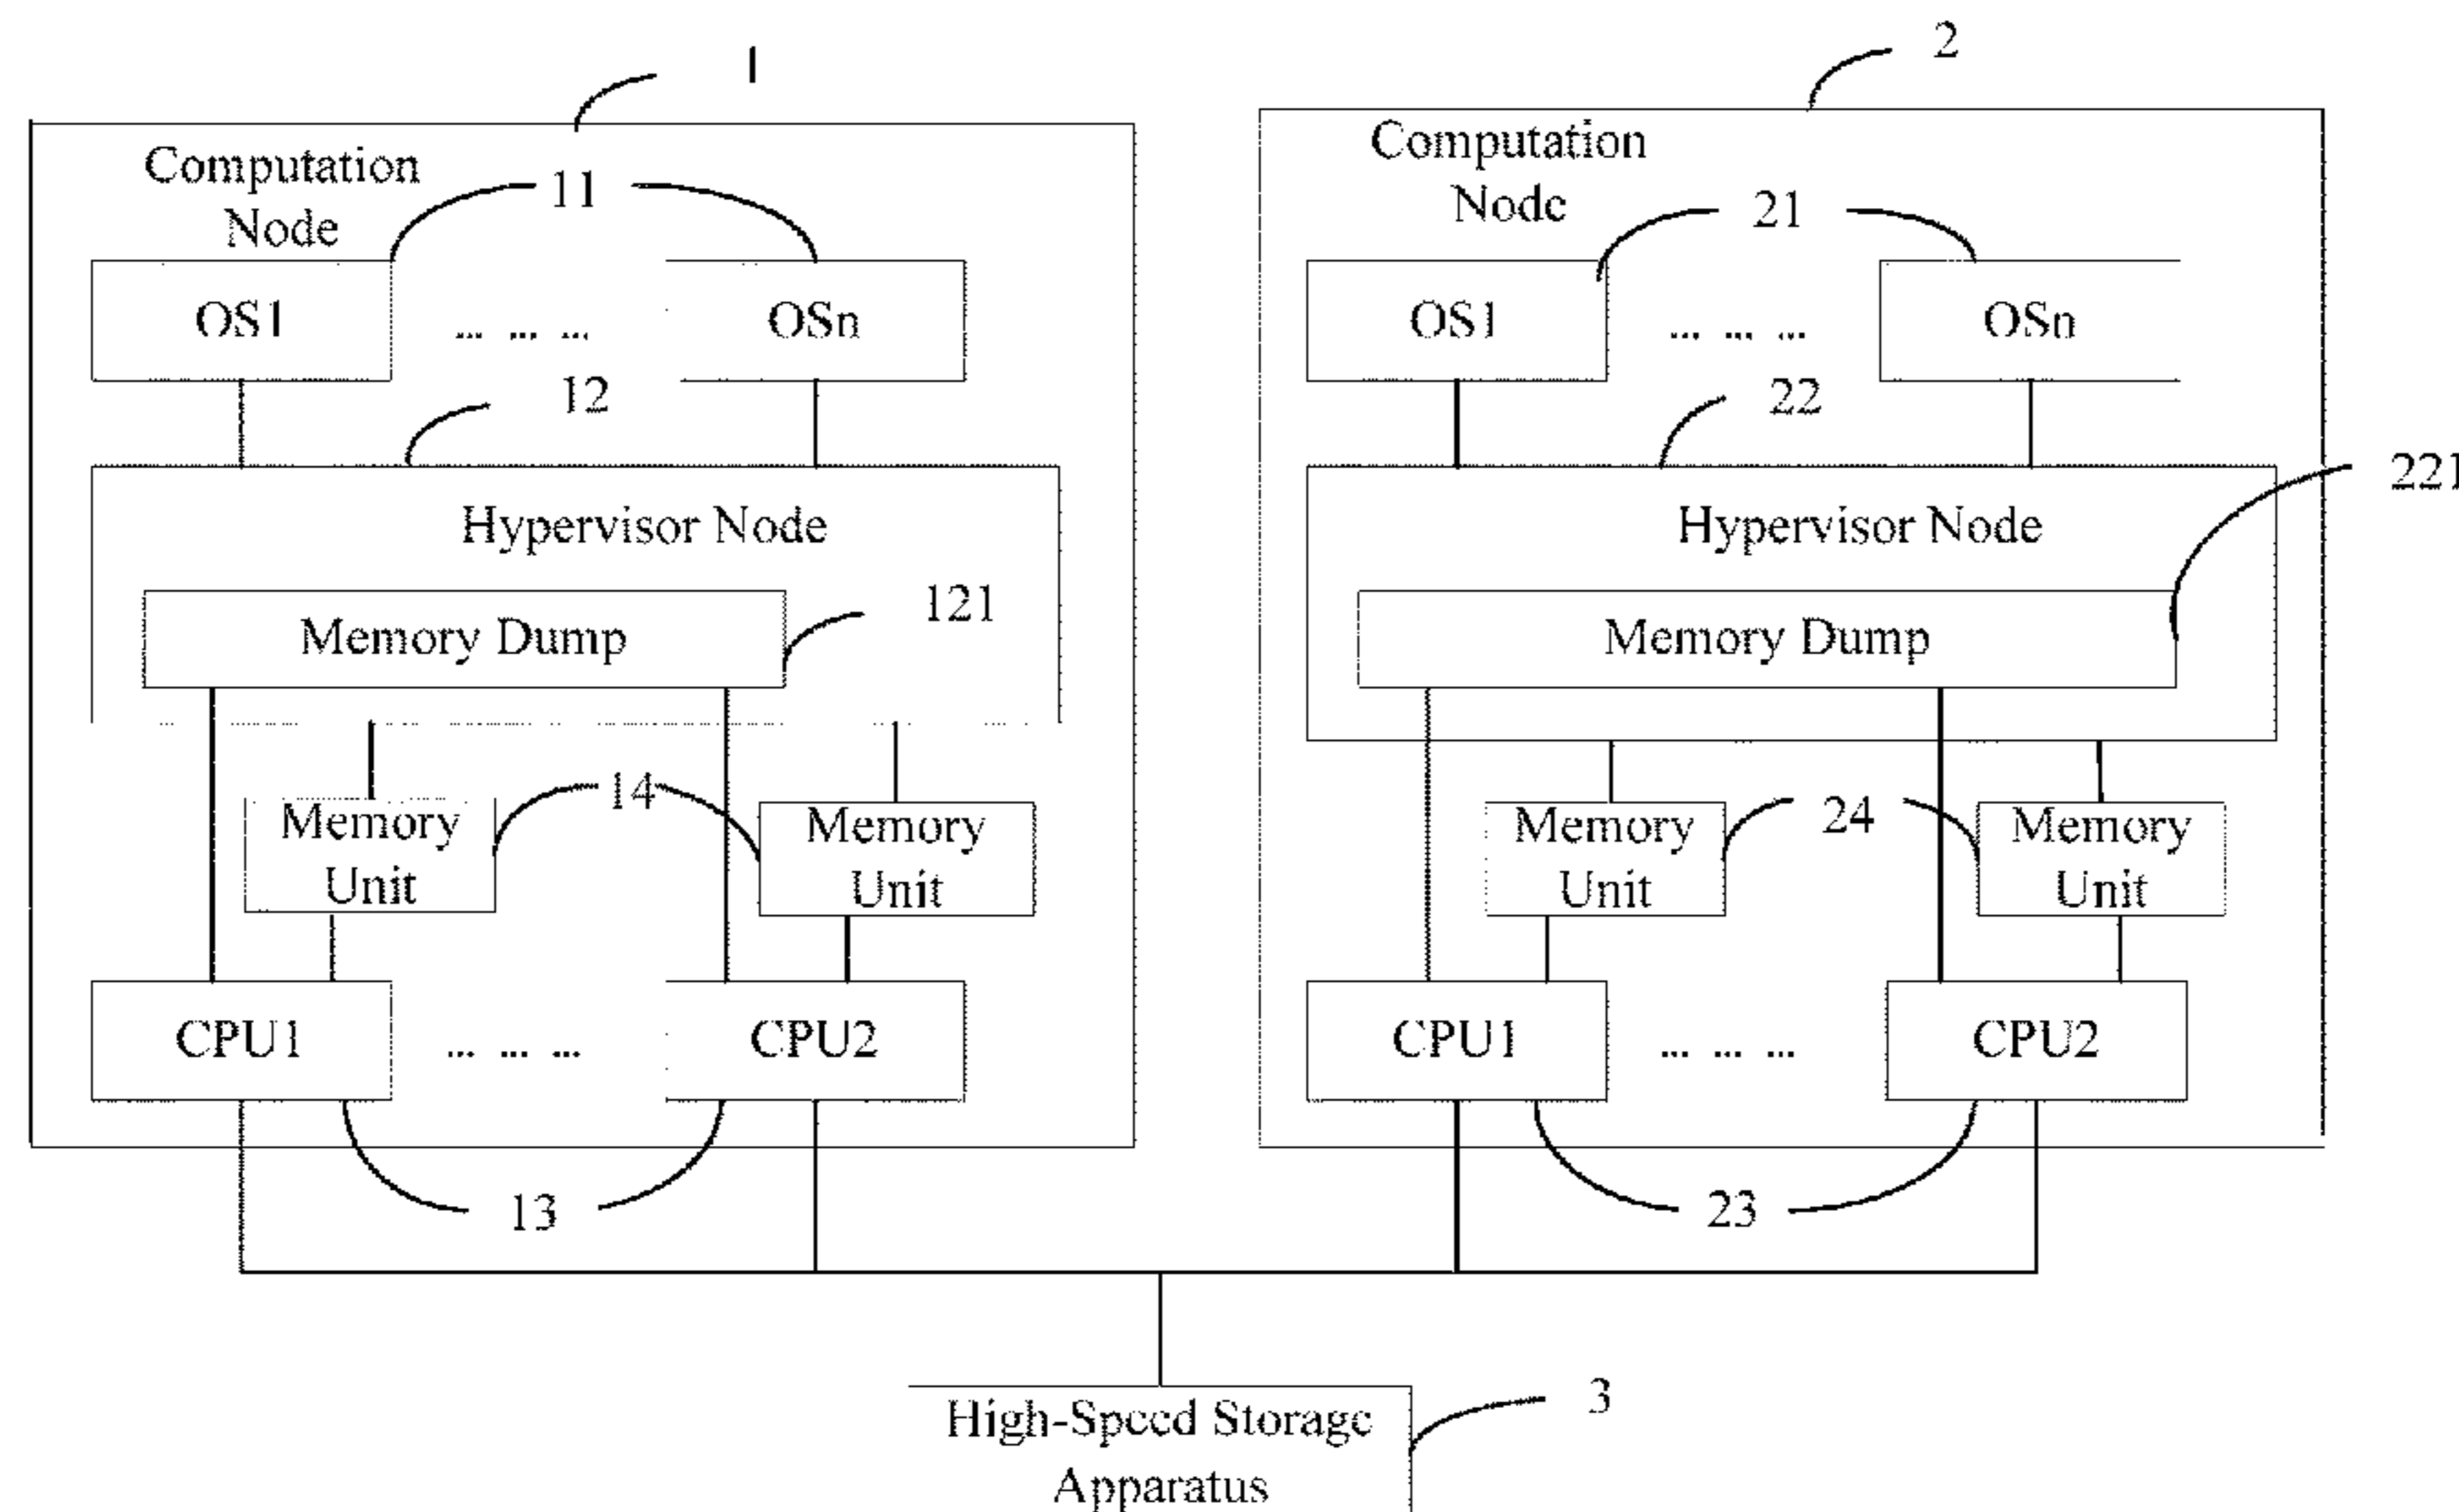 1
2
Computation
Node
11
Computation
Node
21
OS1
... ... ...
OSn
OS1
... ... ...
OSn
12
22
221
Hypervisor Node
Hypervisor Node
121
Memory Dump
Memory Dump
14
Memory
Unit
Memory
Unit
24
Memory
Unit
Memory
Unit
CPU1
... ... ...
CPU2
CPU1
... ... ...
CPU2
13
23
3
High-Speed Storage
Apparatus